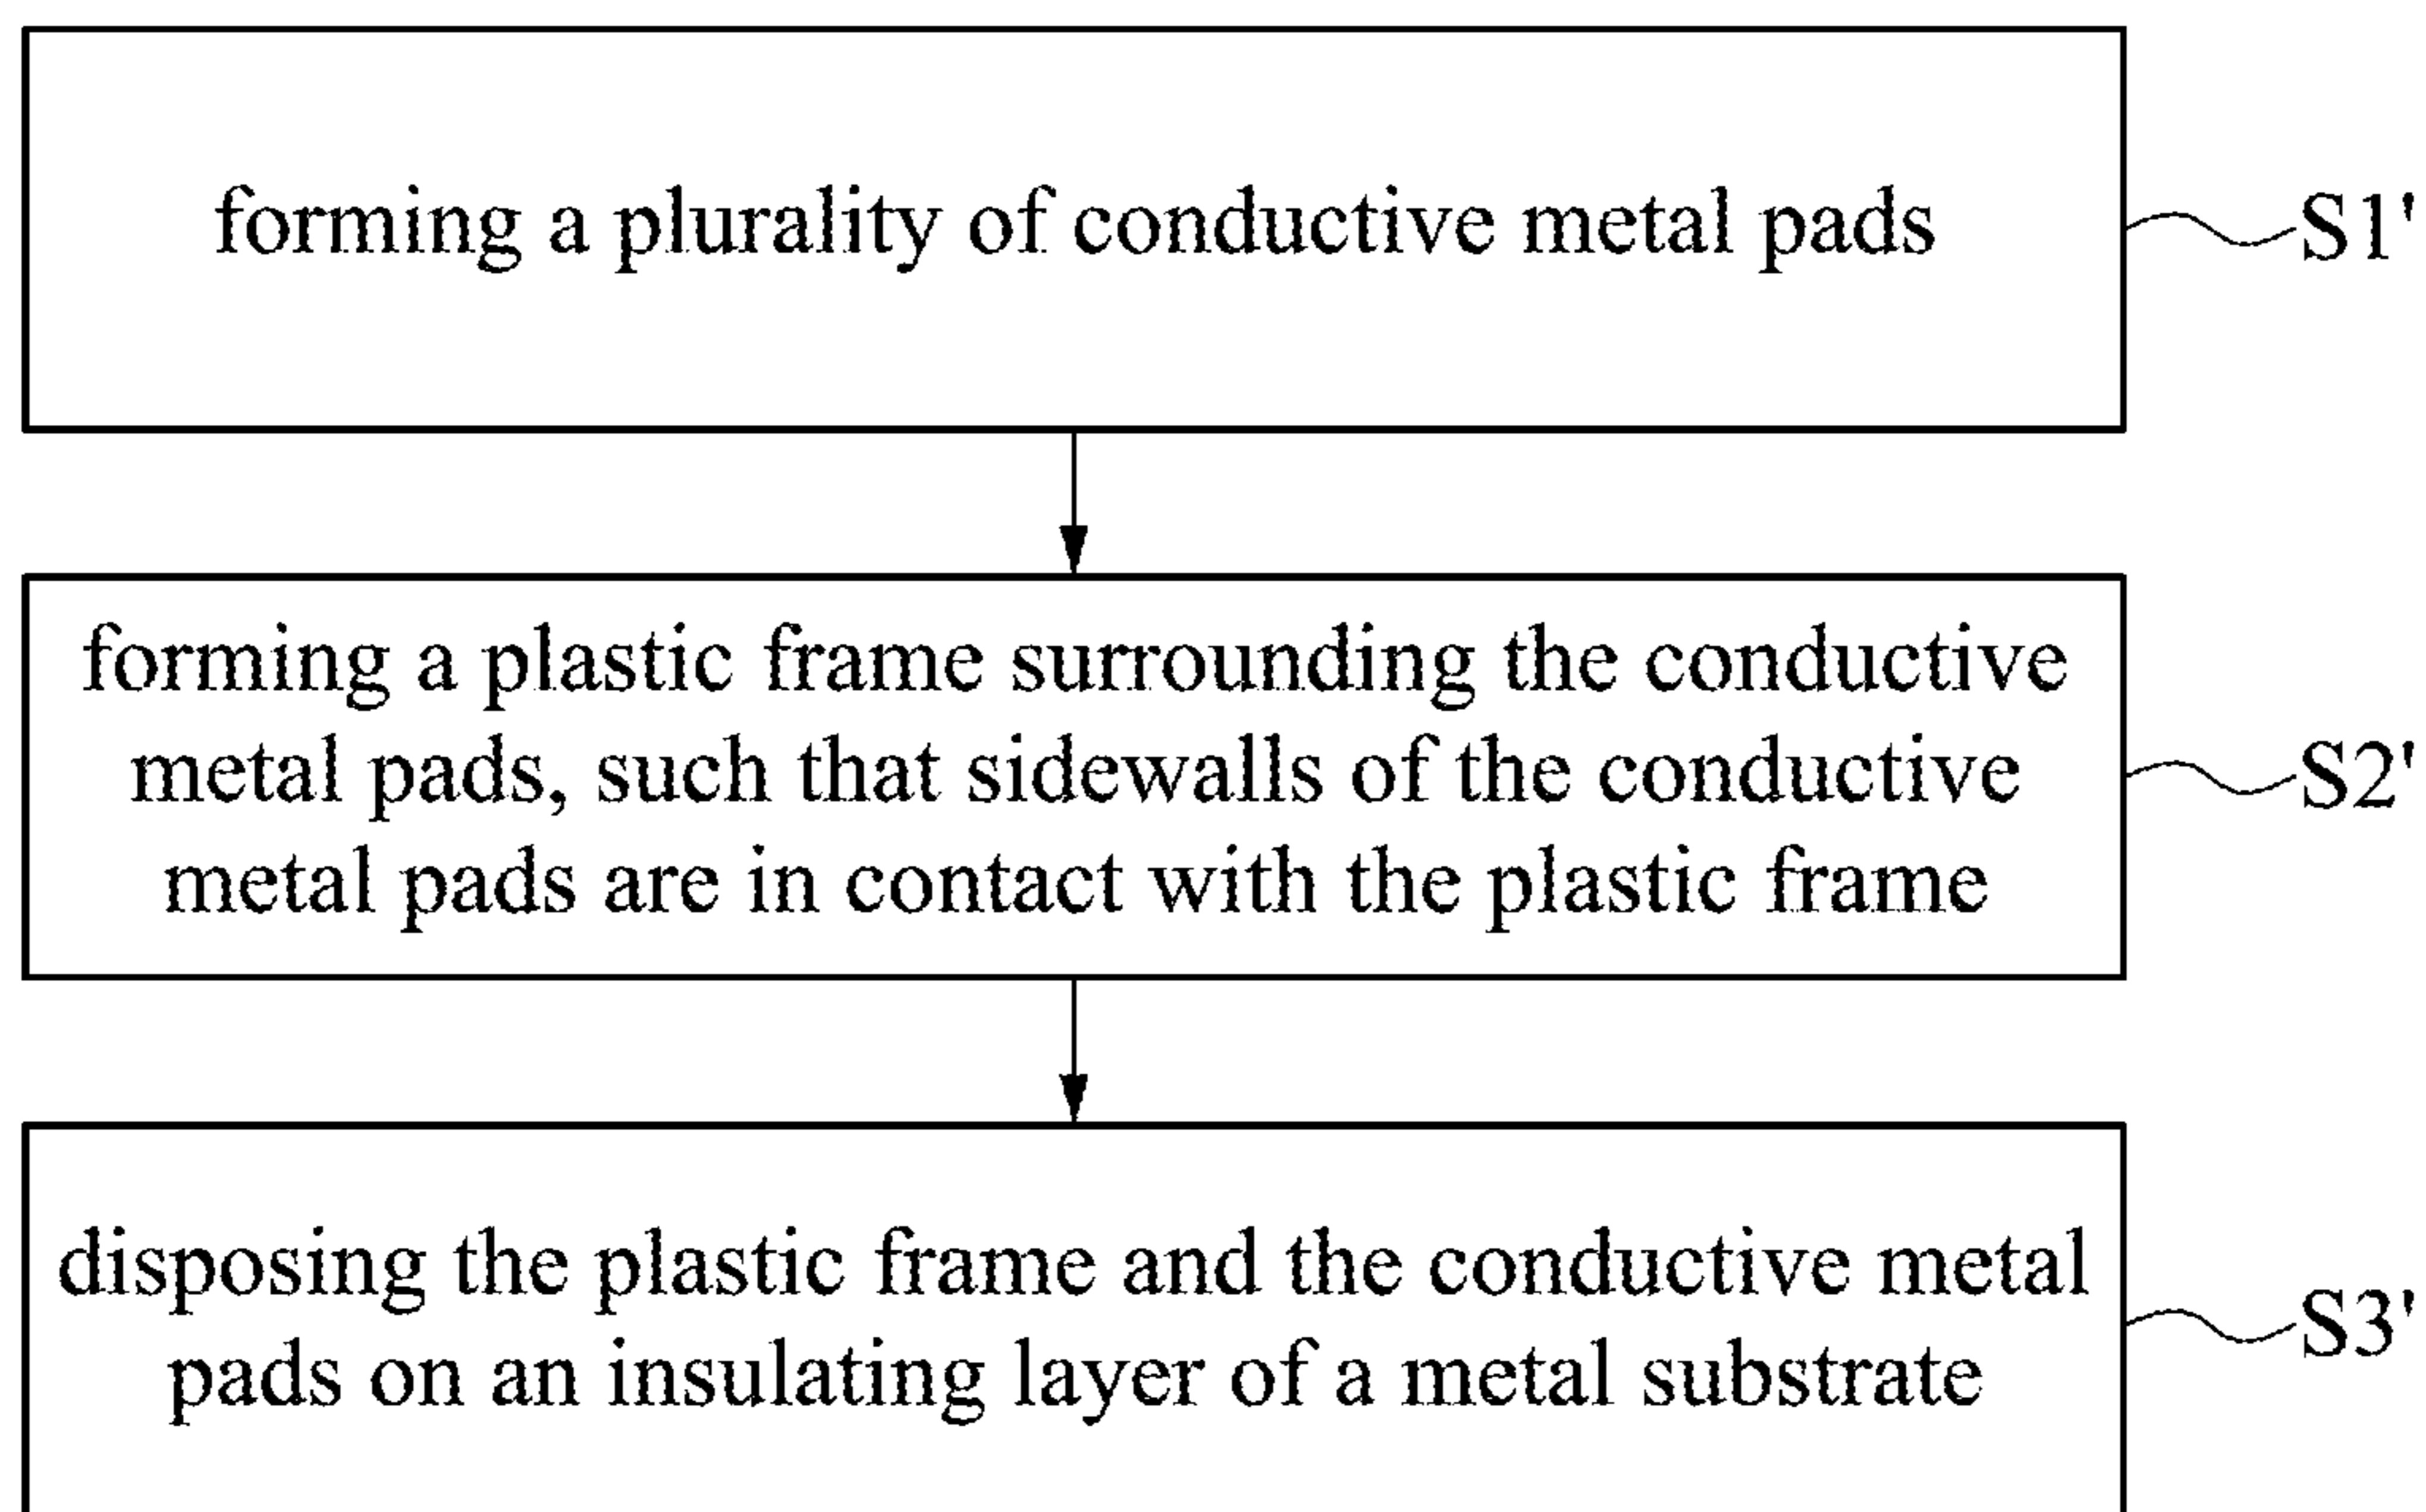 forming a plurality of conductive metal pads
S1'
forming a plastic frame surrounding the conductive
metal pads, such that sidewalls of the conductive
metal pads are in contact with the plastic frame
S2'
disposing the plastic frame and the conductive metal
pads on an insulating layer of a metal substrate
S3'